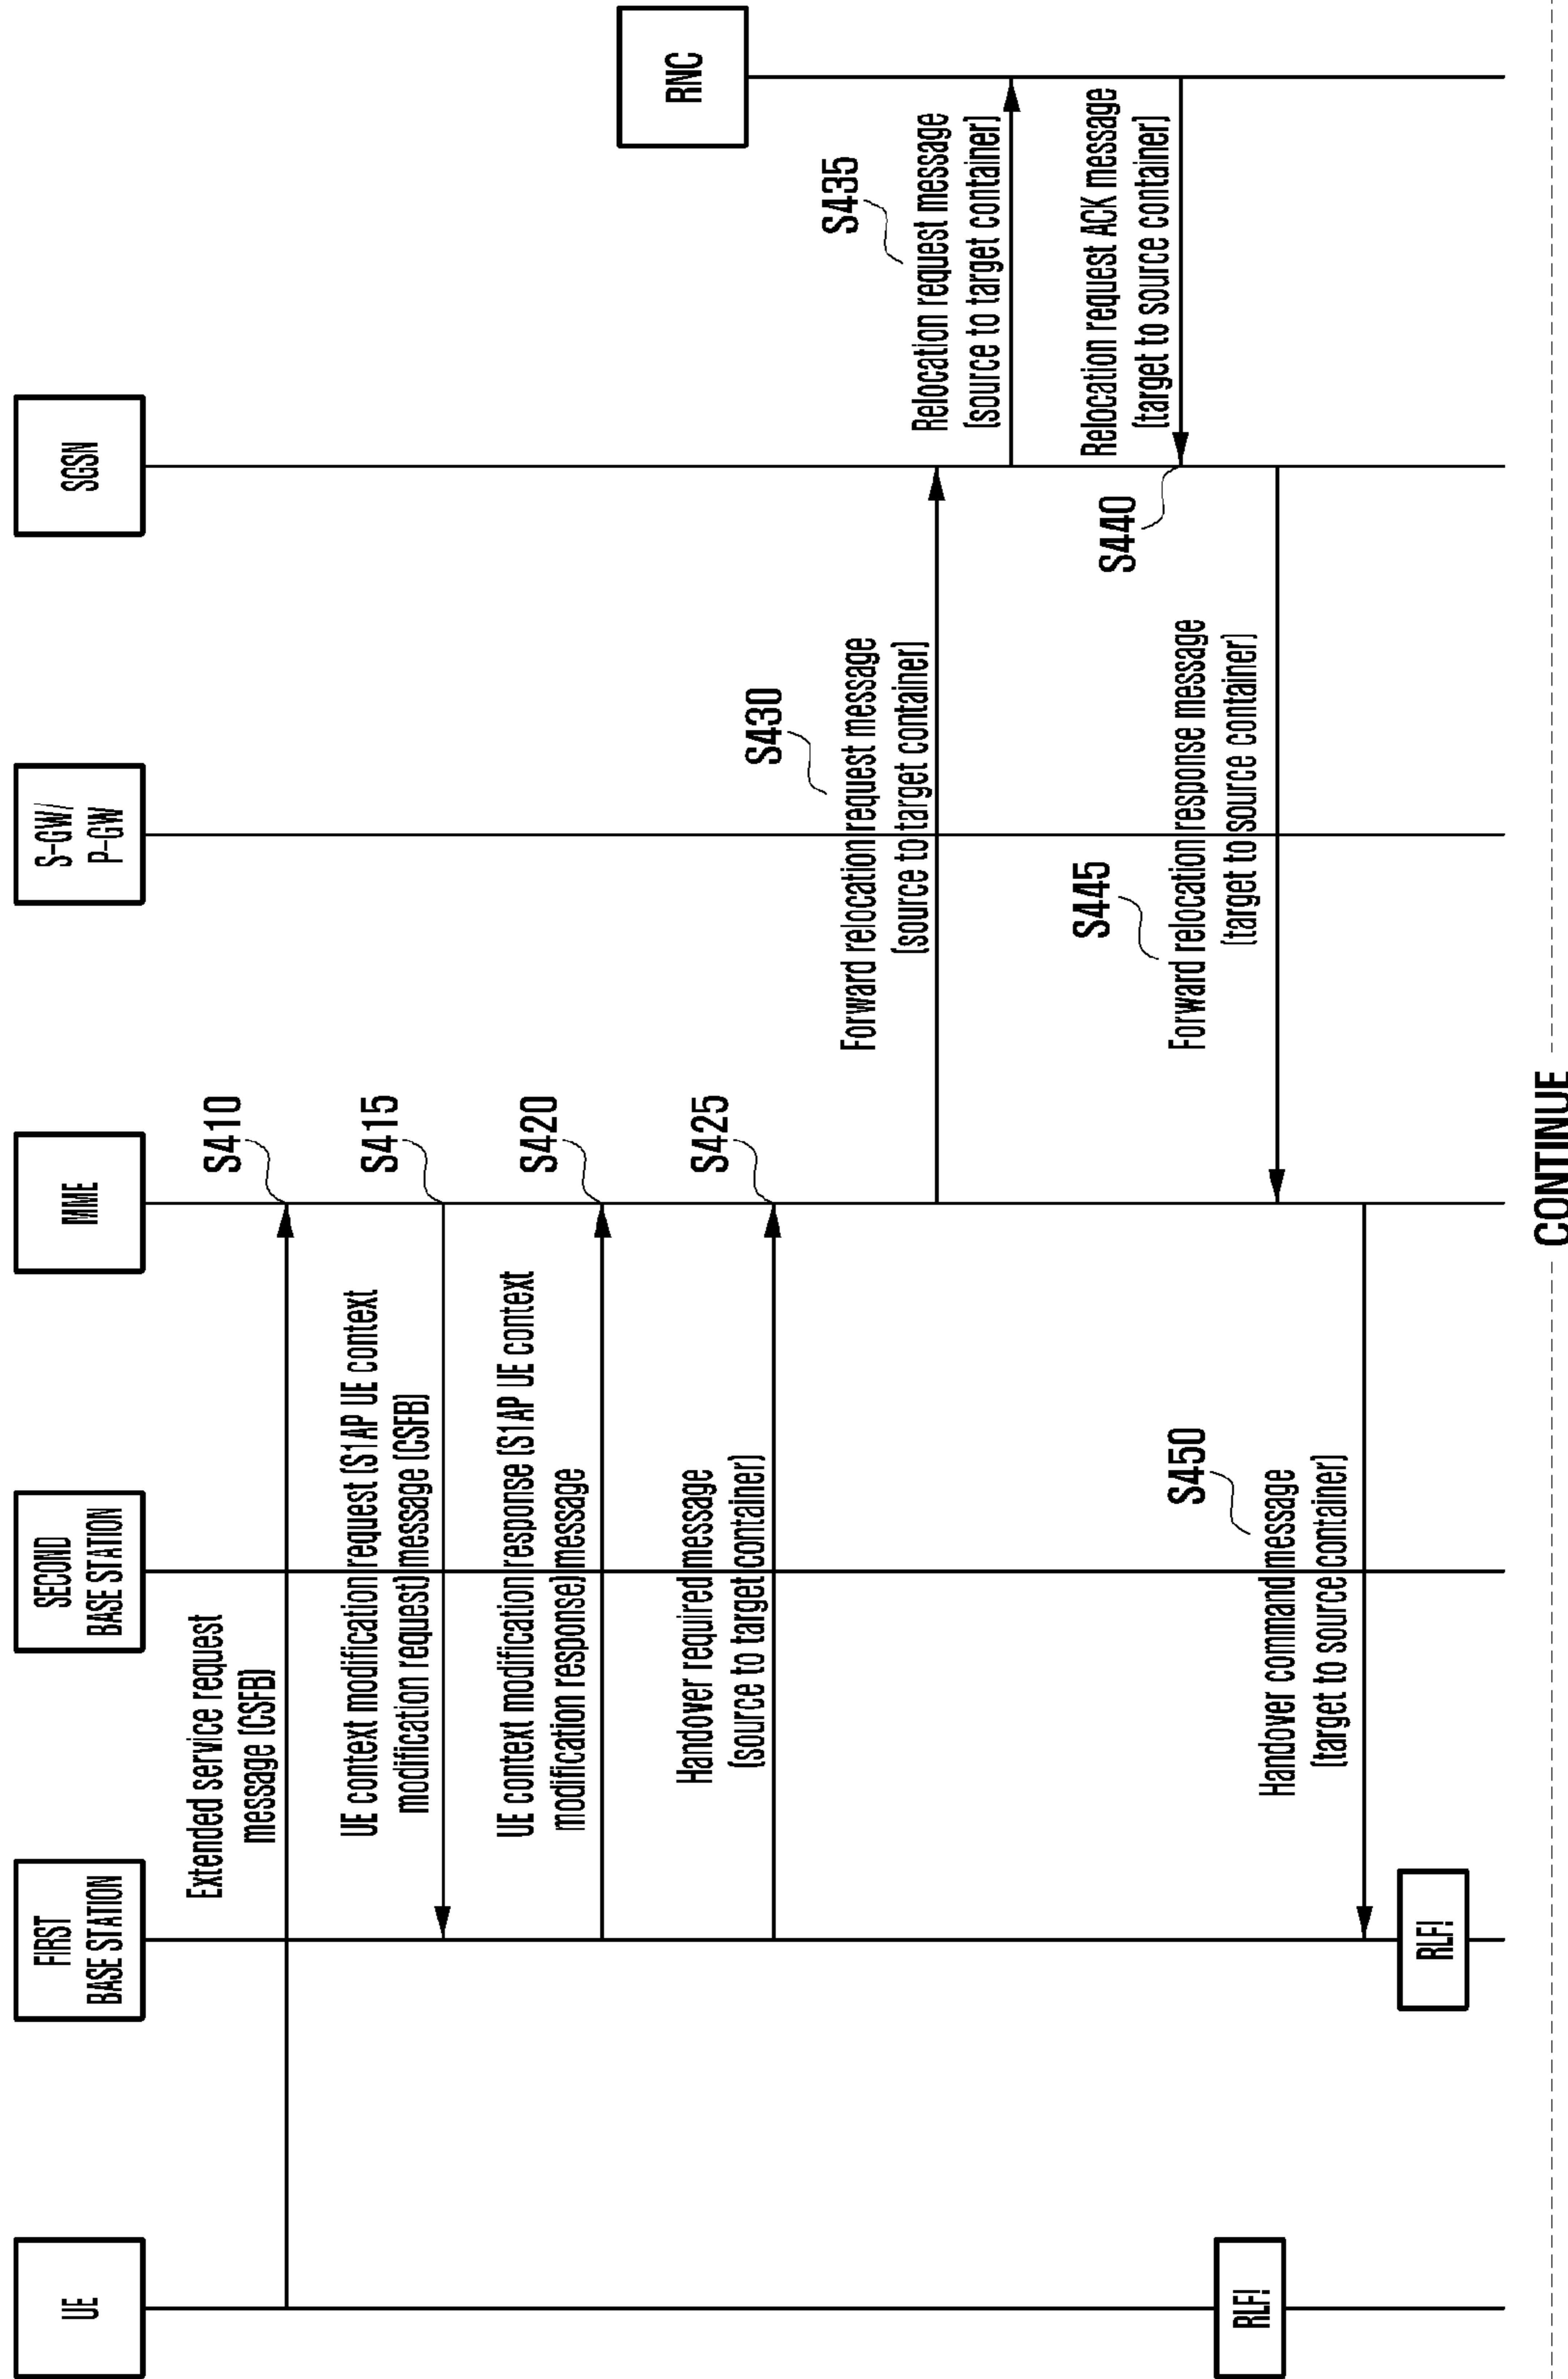 UE
FIRST
BASE STATION
SECOND
BASE STATION
MME
S-GW/
P-GW
SGSN
RNC
Extended service request
message (CSFB)
S410
UE context modification request (S1AP UE context
modification request) message (CSFB)
S415
UE context modification response (S1AP UE context
modification response) message
S420
Handover required message
(source to target container)
S425
S430
Forward relocation request message
(source to target container)
S435
Relocation request message
(source to target container)
Relocation request ACK message
(target to source container)
S440
S445
Forward relocation response message
(target to source container)
S450
Handover command message
(target to source container)
RLF!
RLF!
CONTINUE